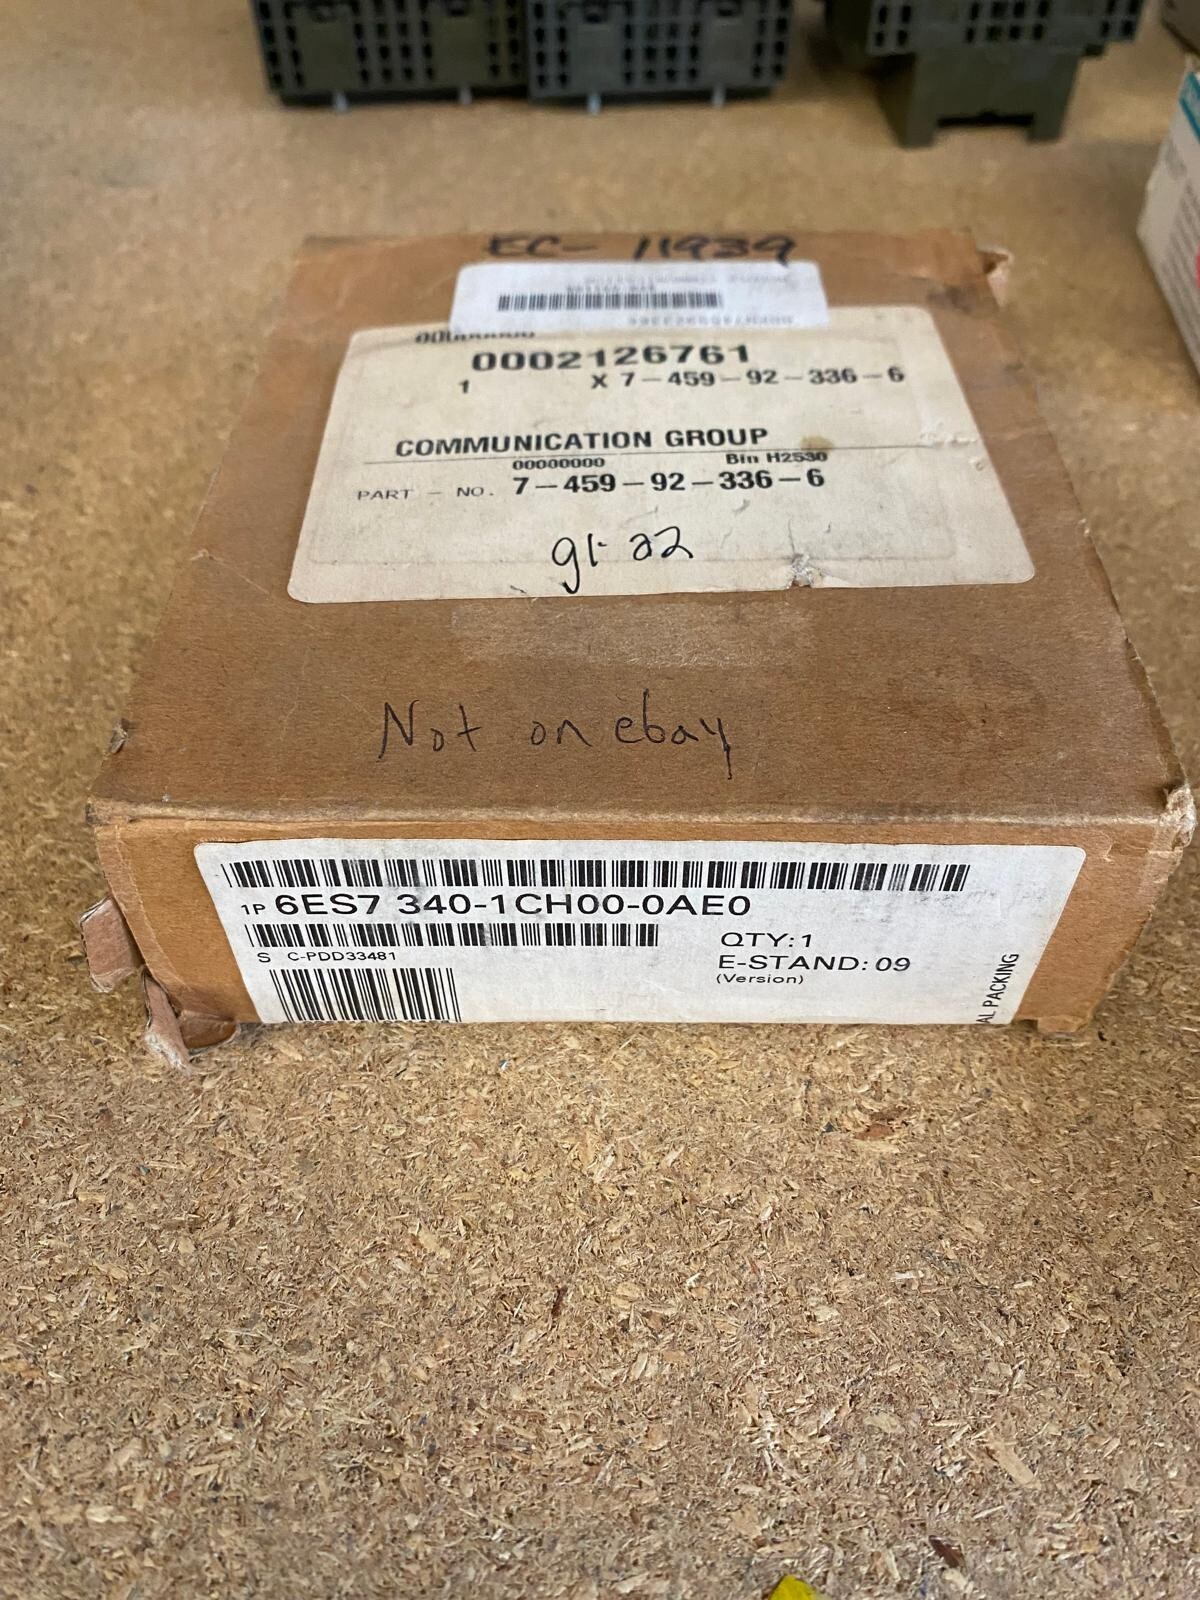 EC- 11939
0002126761
1 X 7-459-92-336-6
COMMUNICATION GROUP
00000000 Bin H2530
PART - NO. 7-459-92-336-6
Not on ebay
1P 6ES7 340-1CH00-0AE0
S C-PDD33481
QTY:1
E-STAND:09
(Version)
AL PACKING